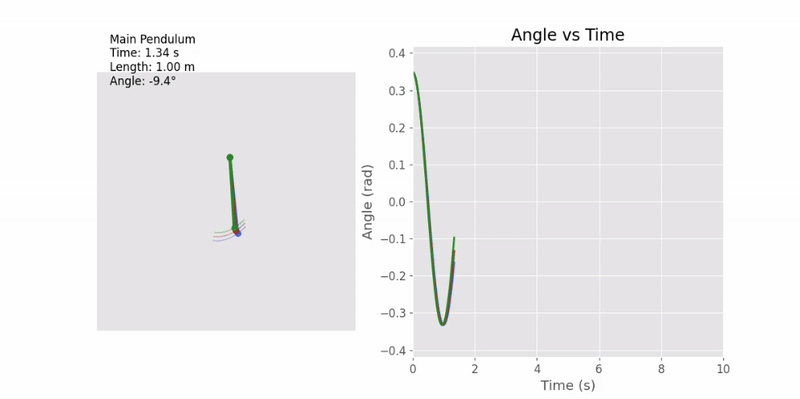 Main Pendulum
Time: 1.34 s
Length: 1.00 m
Angle: -9.4°
Angle vs Time
0.4
0.3
0.2
0.1
0.0
−0.1
−0.2
−0.3
−0.4
Angle (rad)
0 2 4 6 8 10
Time (s)